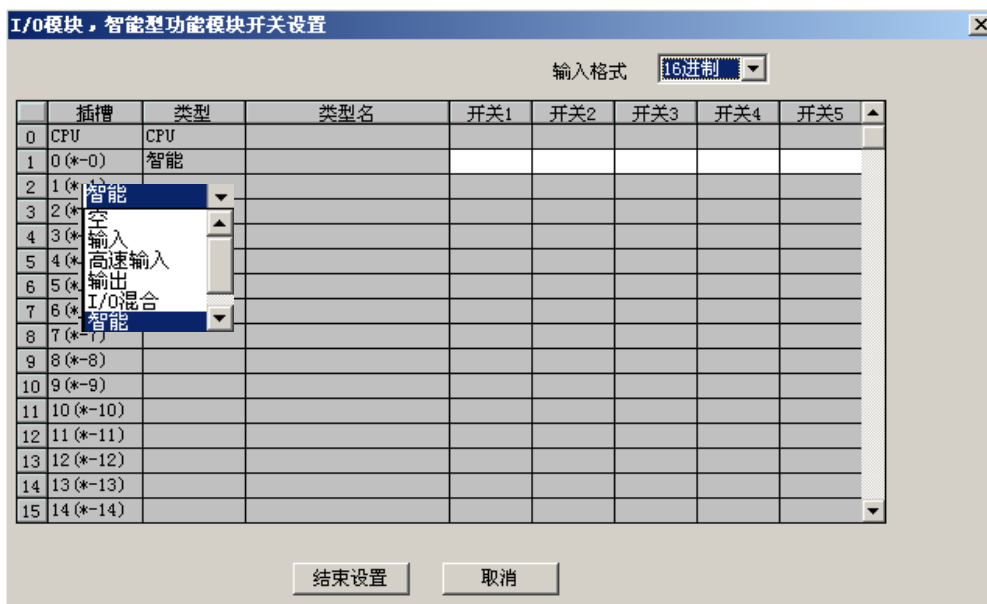 I/O模块，智能型功能模块开关设置
输入格式 16进制
插槽 类型 类型名 开关1 开关2 开关3 开关4 开关5
0 CPU CPU
1 0(*-0) 智能
2 1(*-1)
智能
3 2(*
空
4 3(*
输入
5 4(*
高速输入
6 5(*
输出
7 6(*
I/O混合
智能
8 7(*-7)
9 8(*-8)
10 9(*-9)
11 10(*-10)
12 11(*-11)
13 12(*-12)
14 13(*-13)
15 14(*-14)
结束设置 取消